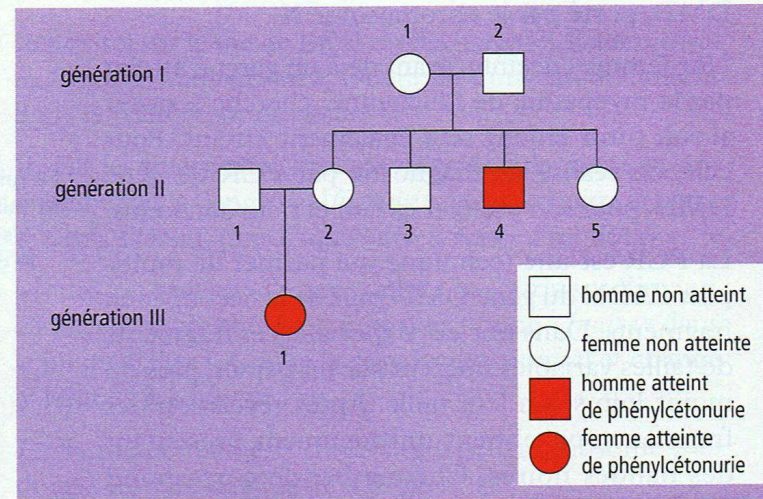 1 2
génération I
génération II
1 2 3 4 5
génération III
1
homme non atteint
femme non atteinte
homme atteint
de phénylcétonurie
femme atteinte
de phénylcétonurie